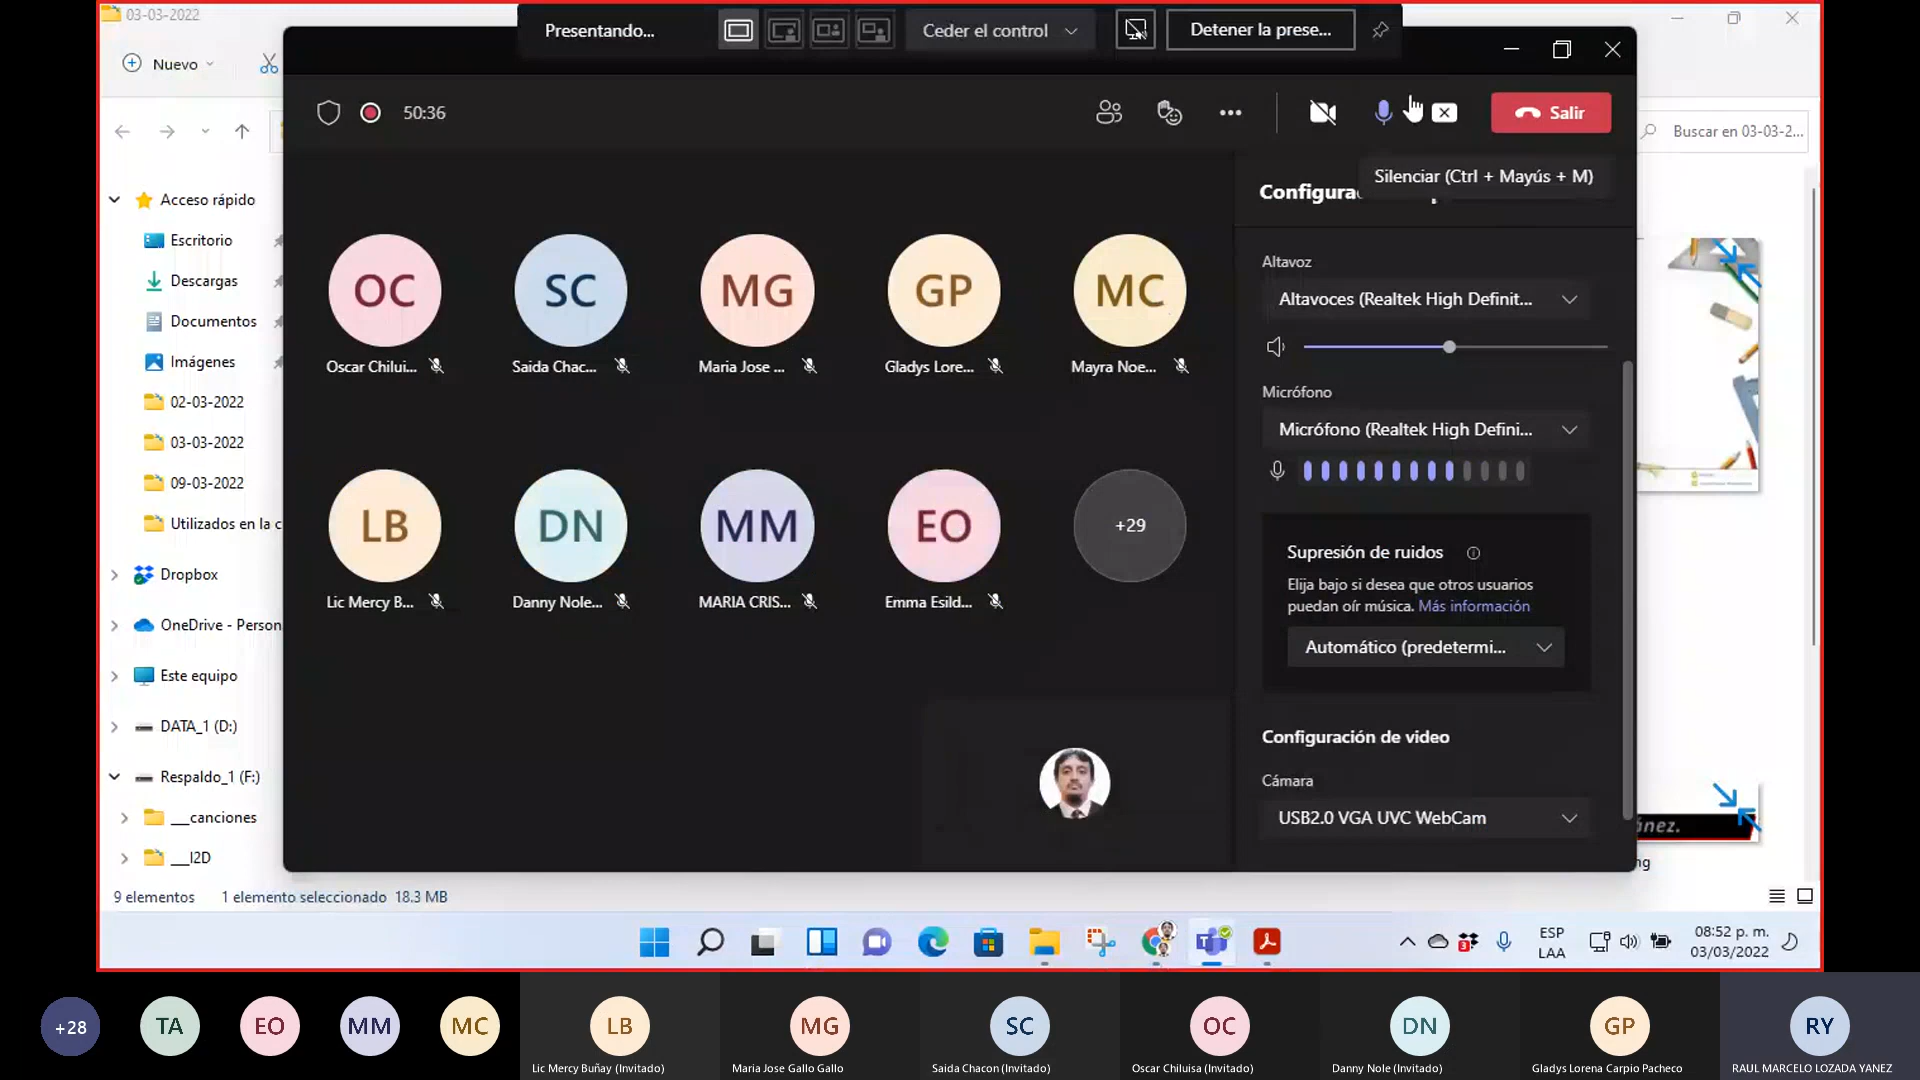 03-03-2022
Presentando...
Ceder el control
Detener la prese...
Nuevo
50:36
Salir
Buscar en 03-03-2...
Silenciar (Ctrl + Mayús + M)
Acceso rápido
Escritorio
Descargas
Documentos
Imágenes
02-03-2022
03-03-2022
09-03-2022
Utilizados en la c
Dropbox
OneDrive - Person
Este equipo
DATA_1 (D:)
Respaldo_1 (F:)
__canciones
__I2D
OC
SC
MG
GP
MC
Oscar Chilui...
Saida Chac...
Maria Jose ...
Gladys Lore...
Mayra Noe...
LB
DN
MM
EO
+29
Lic Mercy B...
Danny Nole...
MARIA CRIS...
Emma Esild...
Altavoz
Altavoces (Realtek High Definit...
Micrófono
Micrófono (Realtek High Defini...
Supresión de ruidos
Elija bajo si desea que otros usuarios
puedan oír música. Más información
Automático (predetermi...
Configuración de video
Cámara
USB2.0 VGA UVC WebCam
ánez.
ng
9 elementos
1 elemento seleccionado 18.3 MB
3
ESP
LAA
08:52 p. m.
03/03/2022
+28
TA
EO
MM
MC
LB
MG
SC
OC
DN
GP
RY
Lic Mercy Buñay (Invitado)
Maria Jose Gallo Gallo
Saida Chacon (Invitado)
Oscar Chiluisa (Invitado)
Danny Nole (Invitado)
Gladys Lorena Carpio Pacheco
RAUL MARCELO LOZADA YANEZ